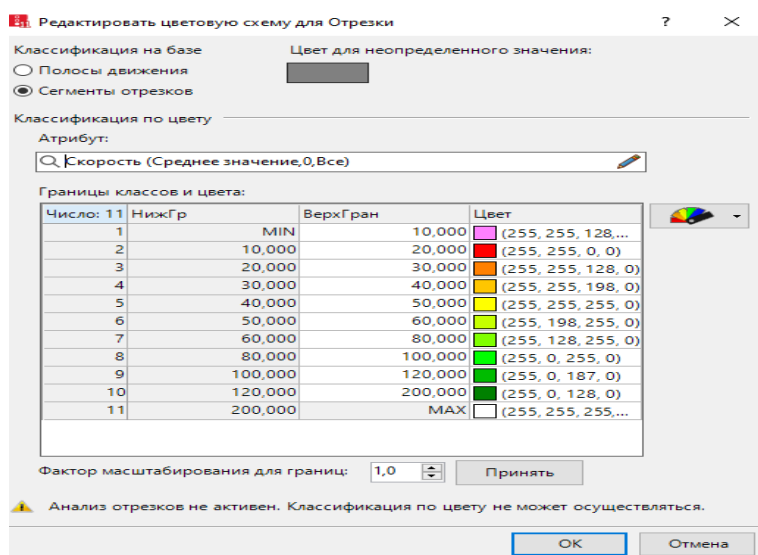 Редактировать цветовую схему для Отрезки ? ×
Классификация на базе Цвет для неопределенного значения:
Полосы движения
Сегменты отрезков
Классификация по цвету
Атрибут:
Скорость (Среднее значение,0,Все)
Границы классов и цвета:
Число: 11 НижГр ВерхГран Цвет
1 MIN 10,000 (255, 255, 128,...
2 10,000 20,000 (255, 255, 0, 0)
3 20,000 30,000 (255, 255, 128, 0)
4 30,000 40,000 (255, 255, 198, 0)
5 40,000 50,000 (255, 255, 255, 0)
6 50,000 60,000 (255, 198, 255, 0)
7 60,000 80,000 (255, 128, 255, 0)
8 80,000 100,000 (255, 0, 255, 0)
9 100,000 120,000 (255, 0, 187, 0)
10 120,000 200,000 (255, 0, 128, 0)
11 200,000 MAX (255, 255, 255,...
Фактор масштабирования для границ: 1,0 Принять
Анализ отрезков не активен. Классификация по цвету не может осуществляться.
OK Отмена